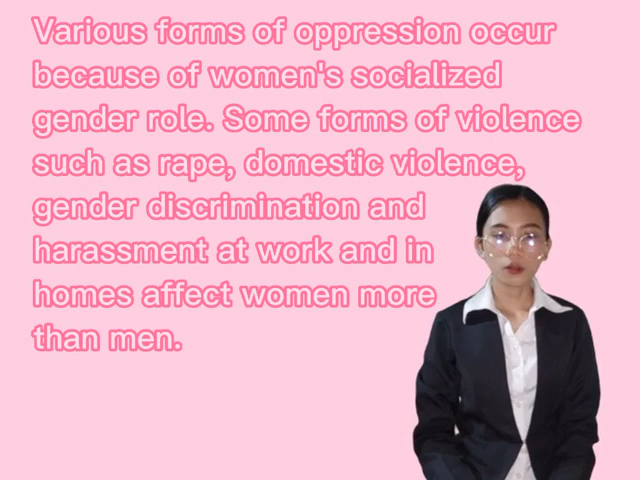 Various forms of oppression occur
because of women's socialized
gender role. Some forms of violence
such as rape, domestic violence,
gender discrimination and
harassment at work and in
homes affect women more
than men.